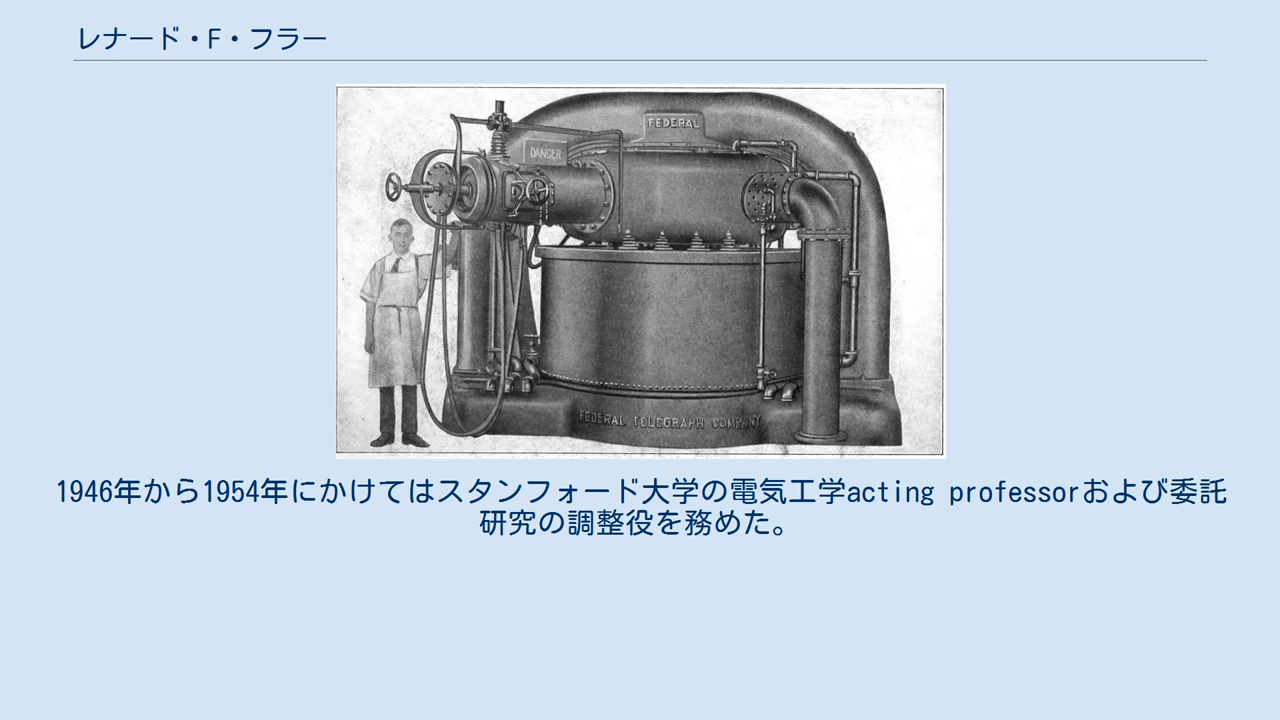 レナード・F・フラー
FEDERAL
DANGER
FEDERAL TELEGRAPH COMPANY
1946年から1954年にかけてはスタンフォード大学の電気工学acting professorおよび委託
研究の調整役を務めた。